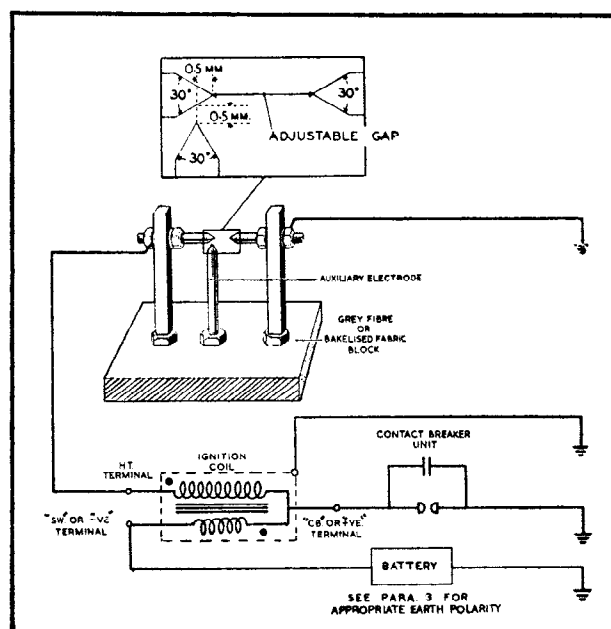 0·5 MM.
30°
30°
0·5 MM.
ADJUSTABLE GAP
30°
AUXILIARY ELECTRODE
GREY FIBRE
OR
BAKELISED FABRIC
BLOCK
IGNITION
COIL
CONTACT BREAKER
UNIT
H.T.
TERMINAL
"SW" OR "-VE"
TERMINAL
"CB" OR "+VE"
TERMINAL
BATTERY
SEE PARA. 3 FOR
APPROPRIATE EARTH POLARITY